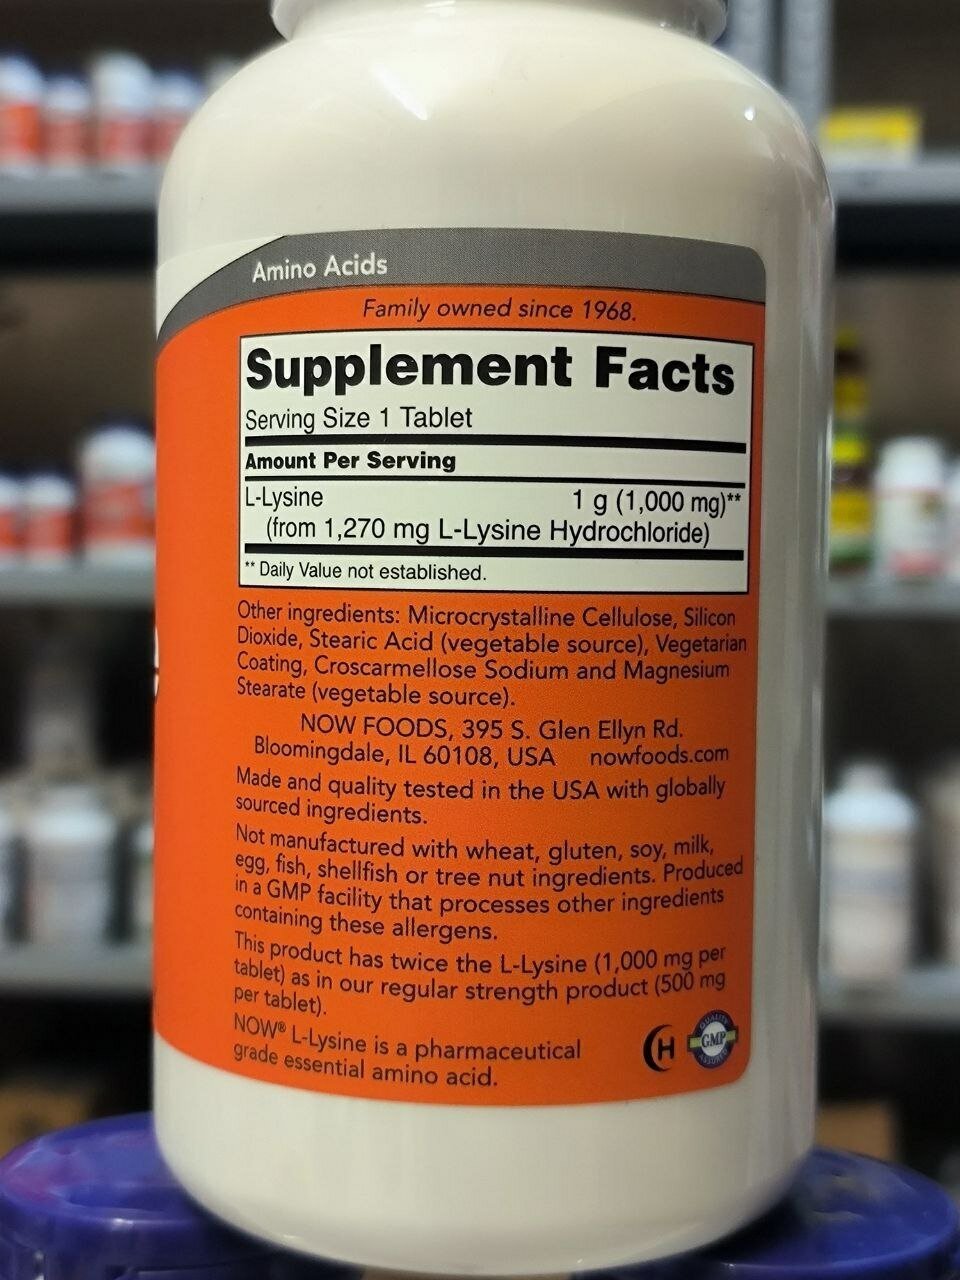 Amino Acids
Family owned since 1968.
Supplement Facts
Serving Size 1 Tablet
Amount Per Serving
L-Lysine 1 g (1,000 mg)**
(from 1,270 mg L-Lysine Hydrochloride)
** Daily Value not established.
Other ingredients: Microcrystalline Cellulose, Silicon
Dioxide, Stearic Acid (vegetable source), Vegetarian
Coating, Croscarmellose Sodium and Magnesium
Stearate (vegetable source).
NOW FOODS, 395 S. Glen Ellyn Rd.
Bloomingdale, IL 60108, USA nowfoods.com
Made and quality tested in the USA with globally
sourced ingredients.
Not manufactured with wheat, gluten, soy, milk,
egg, fish, shellfish or tree nut ingredients. Produced
in a GMP facility that processes other ingredients
containing these allergens.
This product has twice the L-Lysine (1,000 mg per
tablet) as in our regular strength product (500 mg
per tablet).
NOW® L-Lysine is a pharmaceutical
grade essential amino acid.
H
QUALITY
GMP
ASSURED